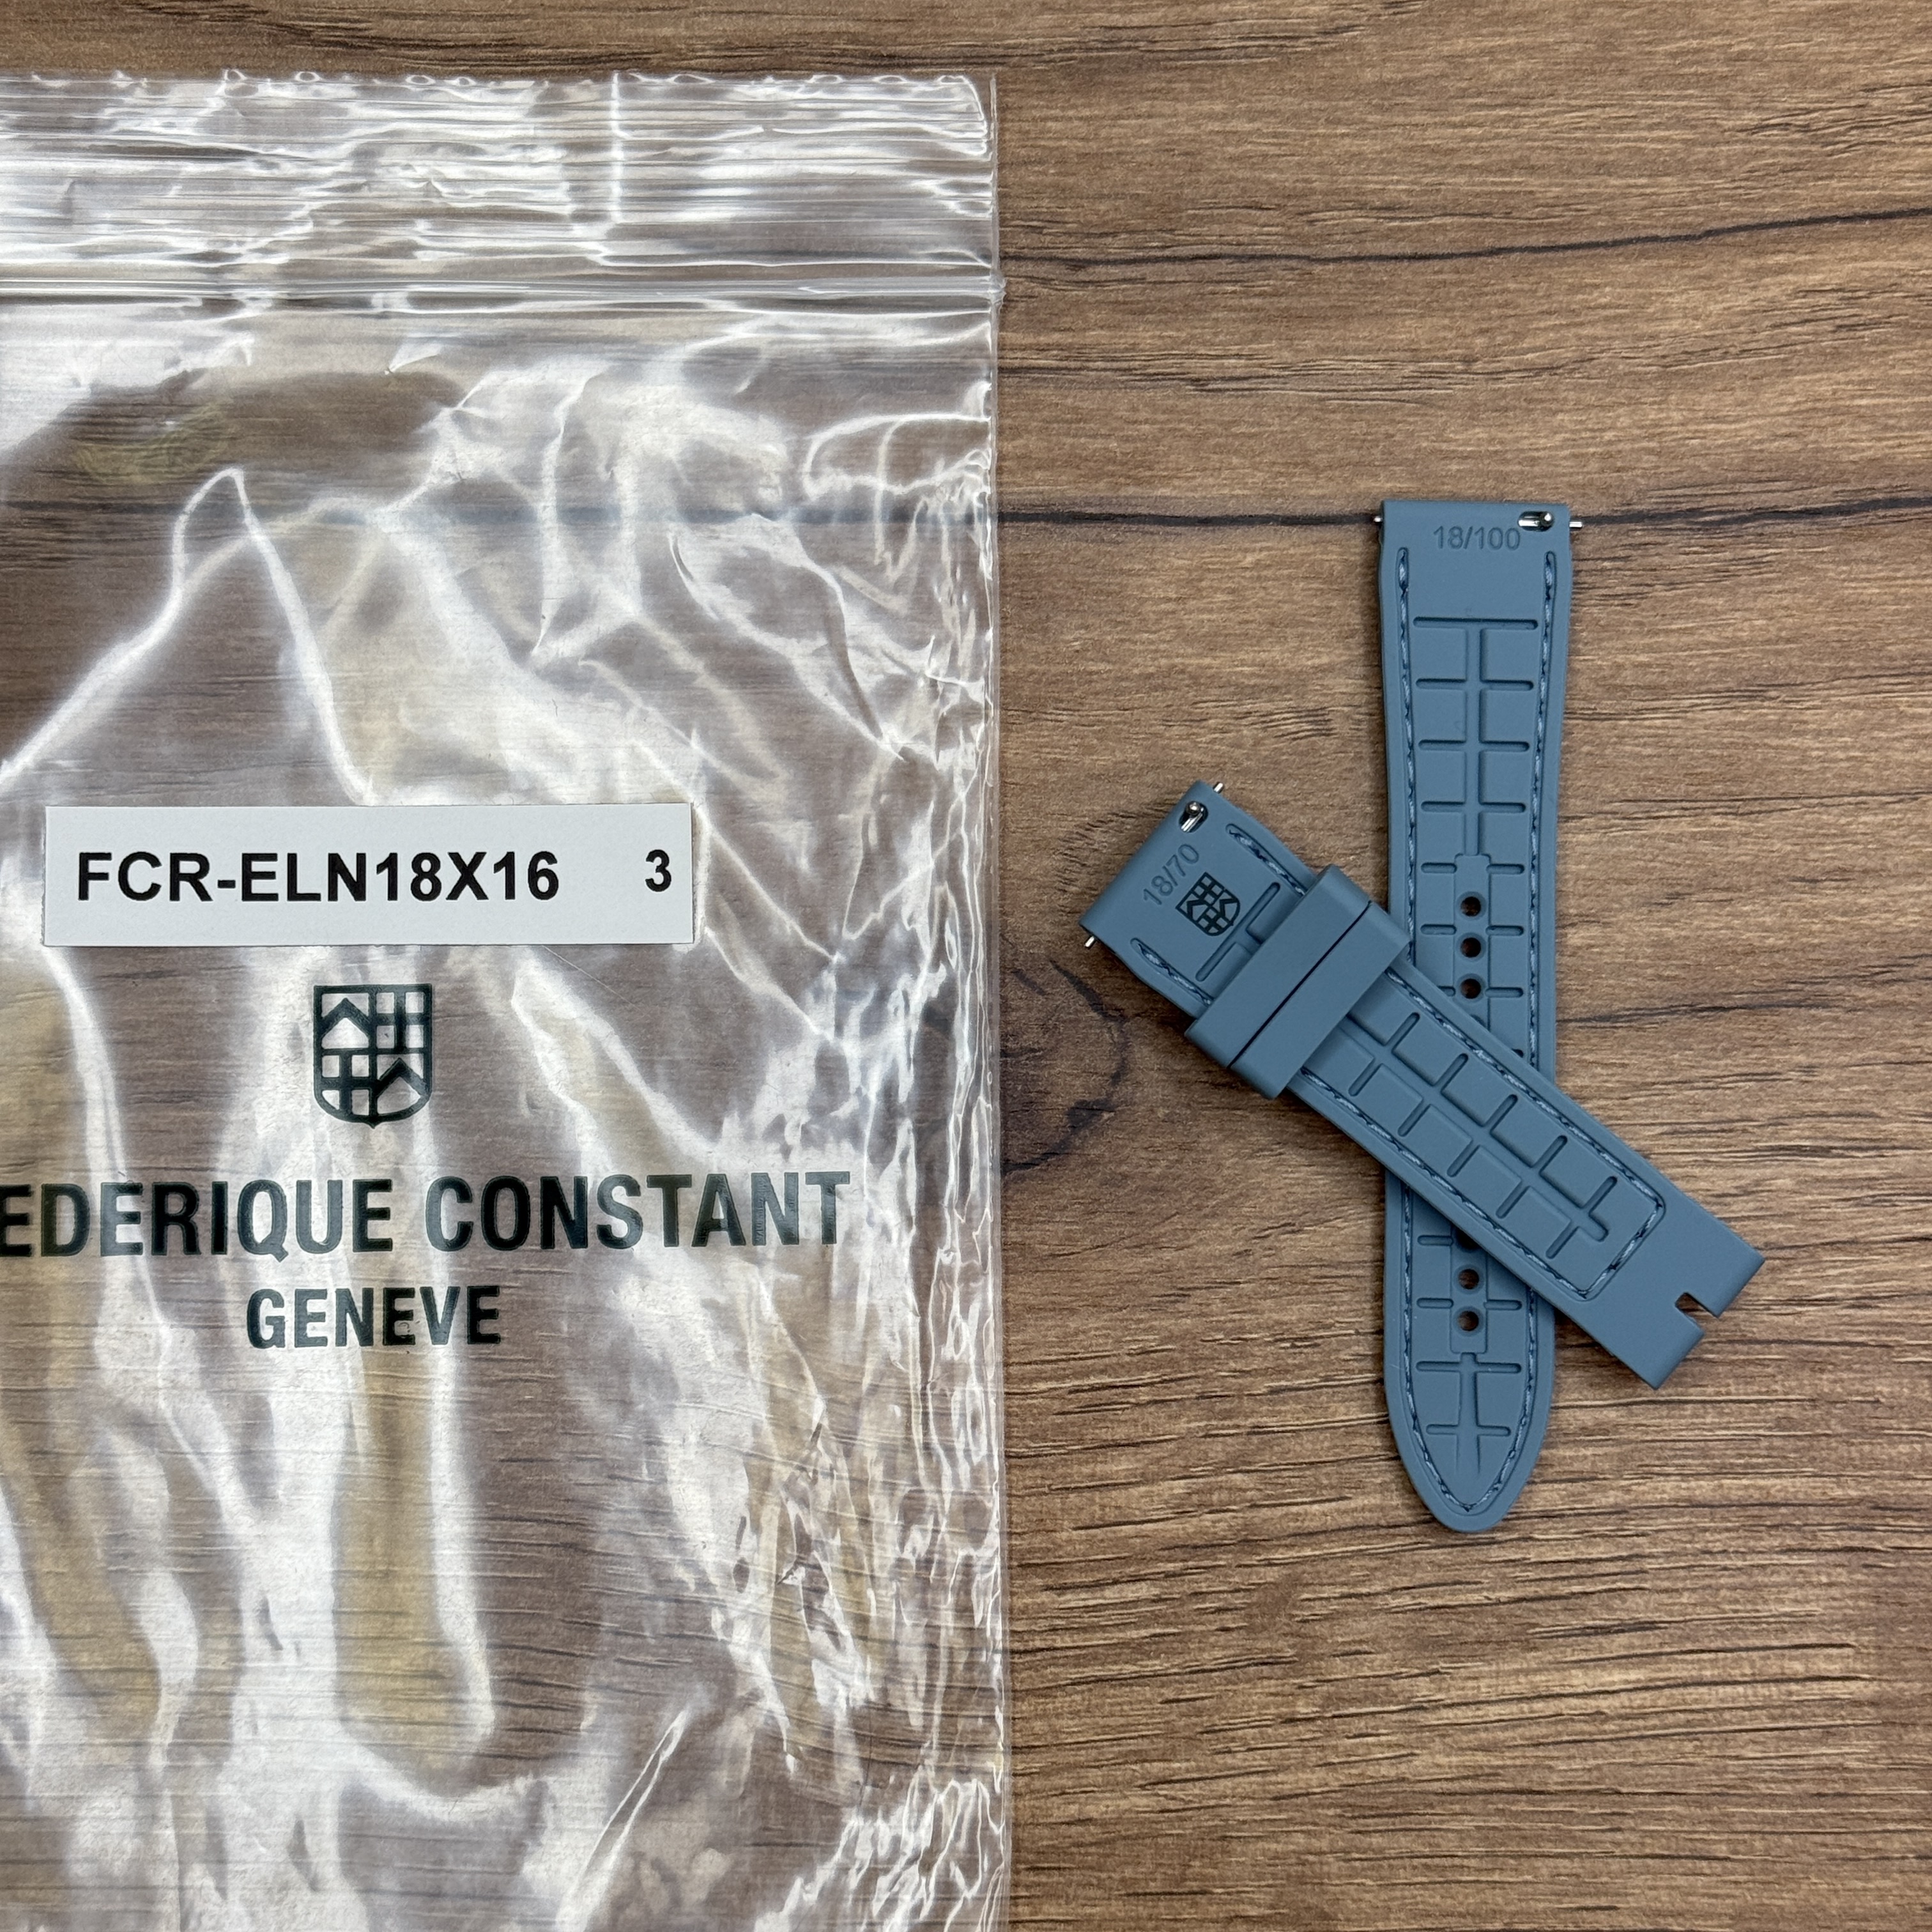 18/100
18/70
FCR-ELN18X16 3
EDERIQUE CONSTANT
GENEVE